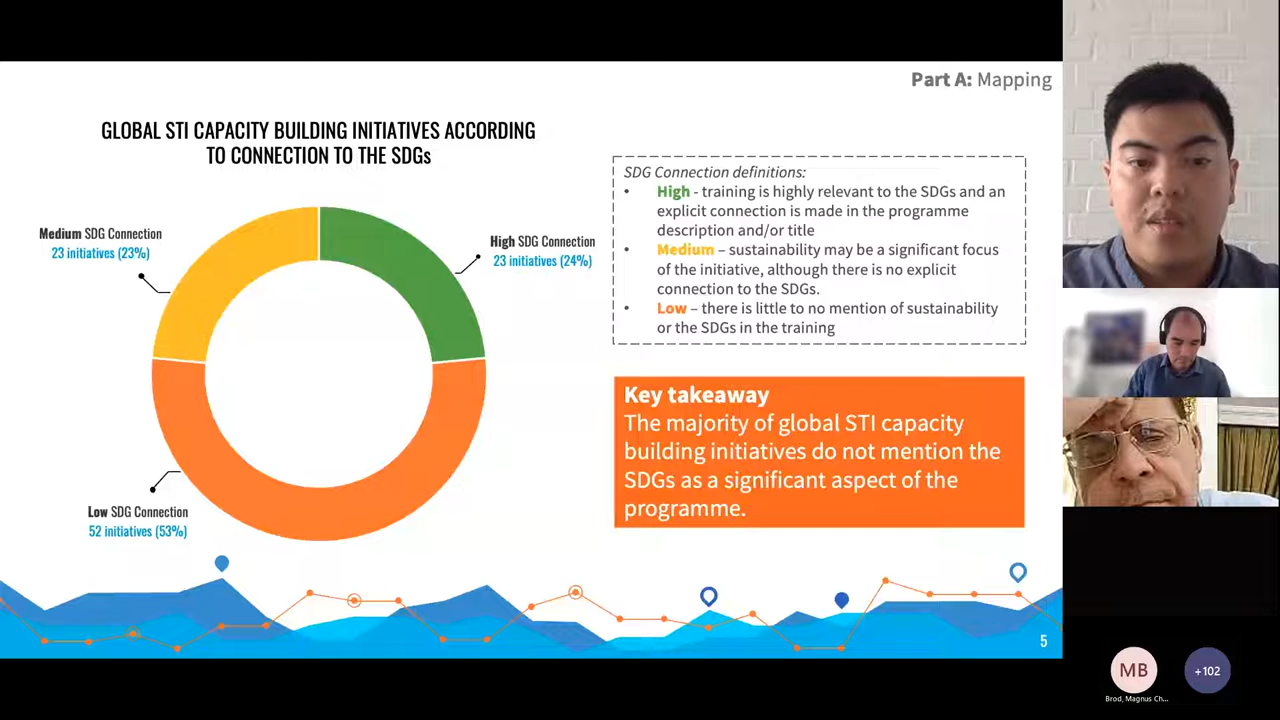 Part A: Mapping
GLOBAL STI CAPACITY BUILDING INITIATIVES ACCORDING
TO CONNECTION TO THE SDGs
Medium SDG Connection
23 initiatives (23%)
High SDG Connection
23 initiatives (24%)
Low SDG Connection
52 initiatives (53%)
SDG Connection definitions:
• High - training is highly relevant to the SDGs and an
explicit connection is made in the programme
description and/or title
• Medium – sustainability may be a significant focus
of the initiative, although there is no explicit
connection to the SDGs.
• Low – there is little to no mention of sustainability
or the SDGs in the training
Key takeaway
The majority of global STI capacity
building initiatives do not mention the
SDGs as a significant aspect of the
programme.
5
MB
+102
Brod, Magnus Ch...